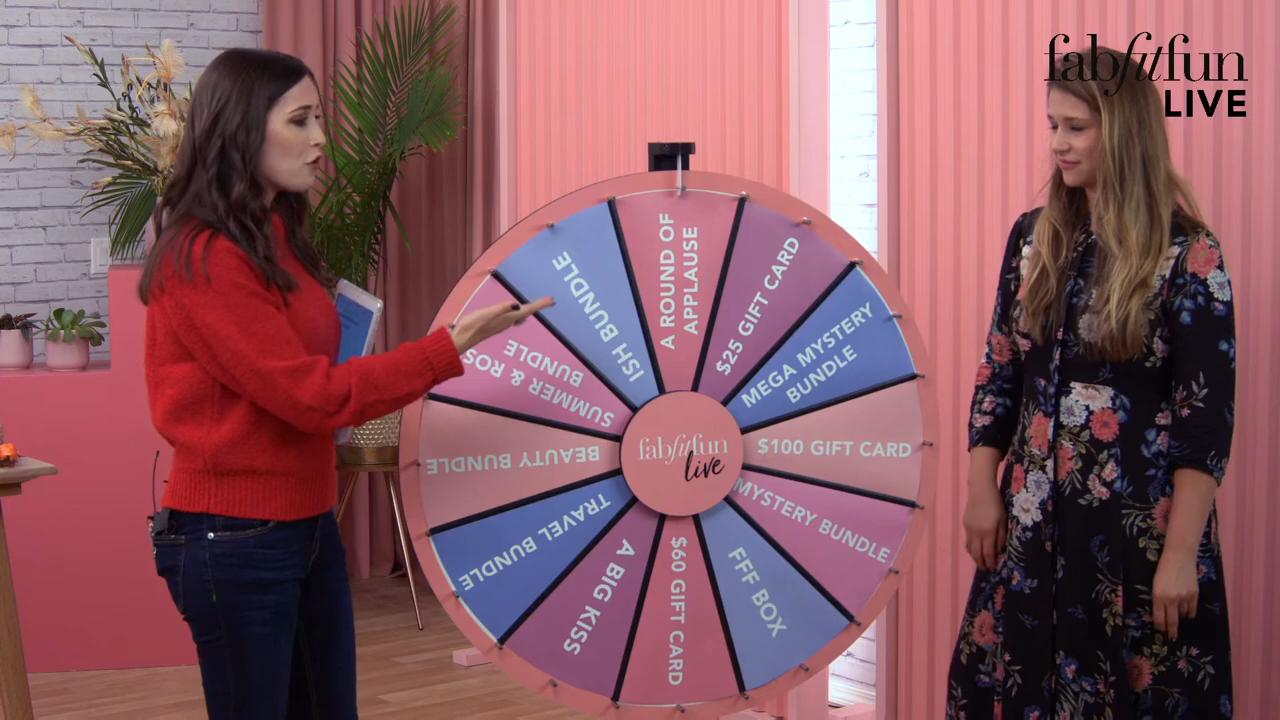 fabfitfun
LIVE
A ROUND OF
APPLAUSE
$25 GIFT CARD
MEGA MYSTERY
BUNDLE
$100 GIFT CARD
MYSTERY BUNDLE
FFF BOX
$60 GIFT CARD
A BIG KISS
TRAVEL BUNDLE
BEAUTY BUNDLE
SUMMER & ROS
BUNDLE
ISH BUNDLE
fabfitfun
live